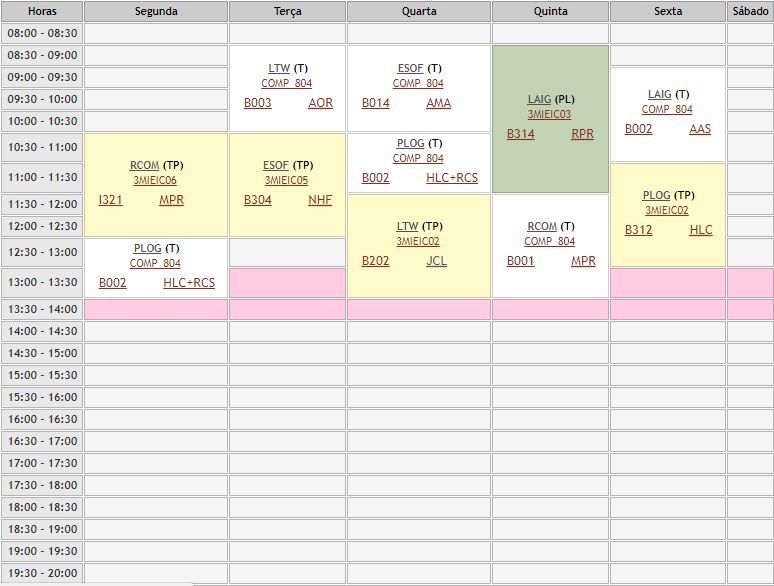 Horas Segunda Terça Quarta Quinta Sexta Sábado
08:00 - 08:30
08:30 - 09:00
LTW (T)
COMP_804
B003 AOR
ESOF (T)
COMP_804
B014 AMA
LAIG (PL)
3MIEIC03
B314 RPR
09:00 - 09:30
LAIG (T)
COMP_804
B002 AAS
09:30 - 10:00
10:00 - 10:30
10:30 - 11:00
RCOM (TP)
3MIEIC06
I321 MPR
ESOF (TP)
3MIEIC05
B304 NHF
PLOG (T)
COMP_804
B002 HLC+RCS
11:00 - 11:30
PLOG (TP)
3MIEIC02
B312 HLC
11:30 - 12:00
LTW (TP)
3MIEIC02
B202 JCL
RCOM (T)
COMP_804
B001 MPR
12:00 - 12:30
12:30 - 13:00
PLOG (T)
COMP_804
B002 HLC+RCS
13:00 - 13:30
13:30 - 14:00
14:00 - 14:30
14:30 - 15:00
15:00 - 15:30
15:30 - 16:00
16:00 - 16:30
16:30 - 17:00
17:00 - 17:30
17:30 - 18:00
18:00 - 18:30
18:30 - 19:00
19:00 - 19:30
19:30 - 20:00